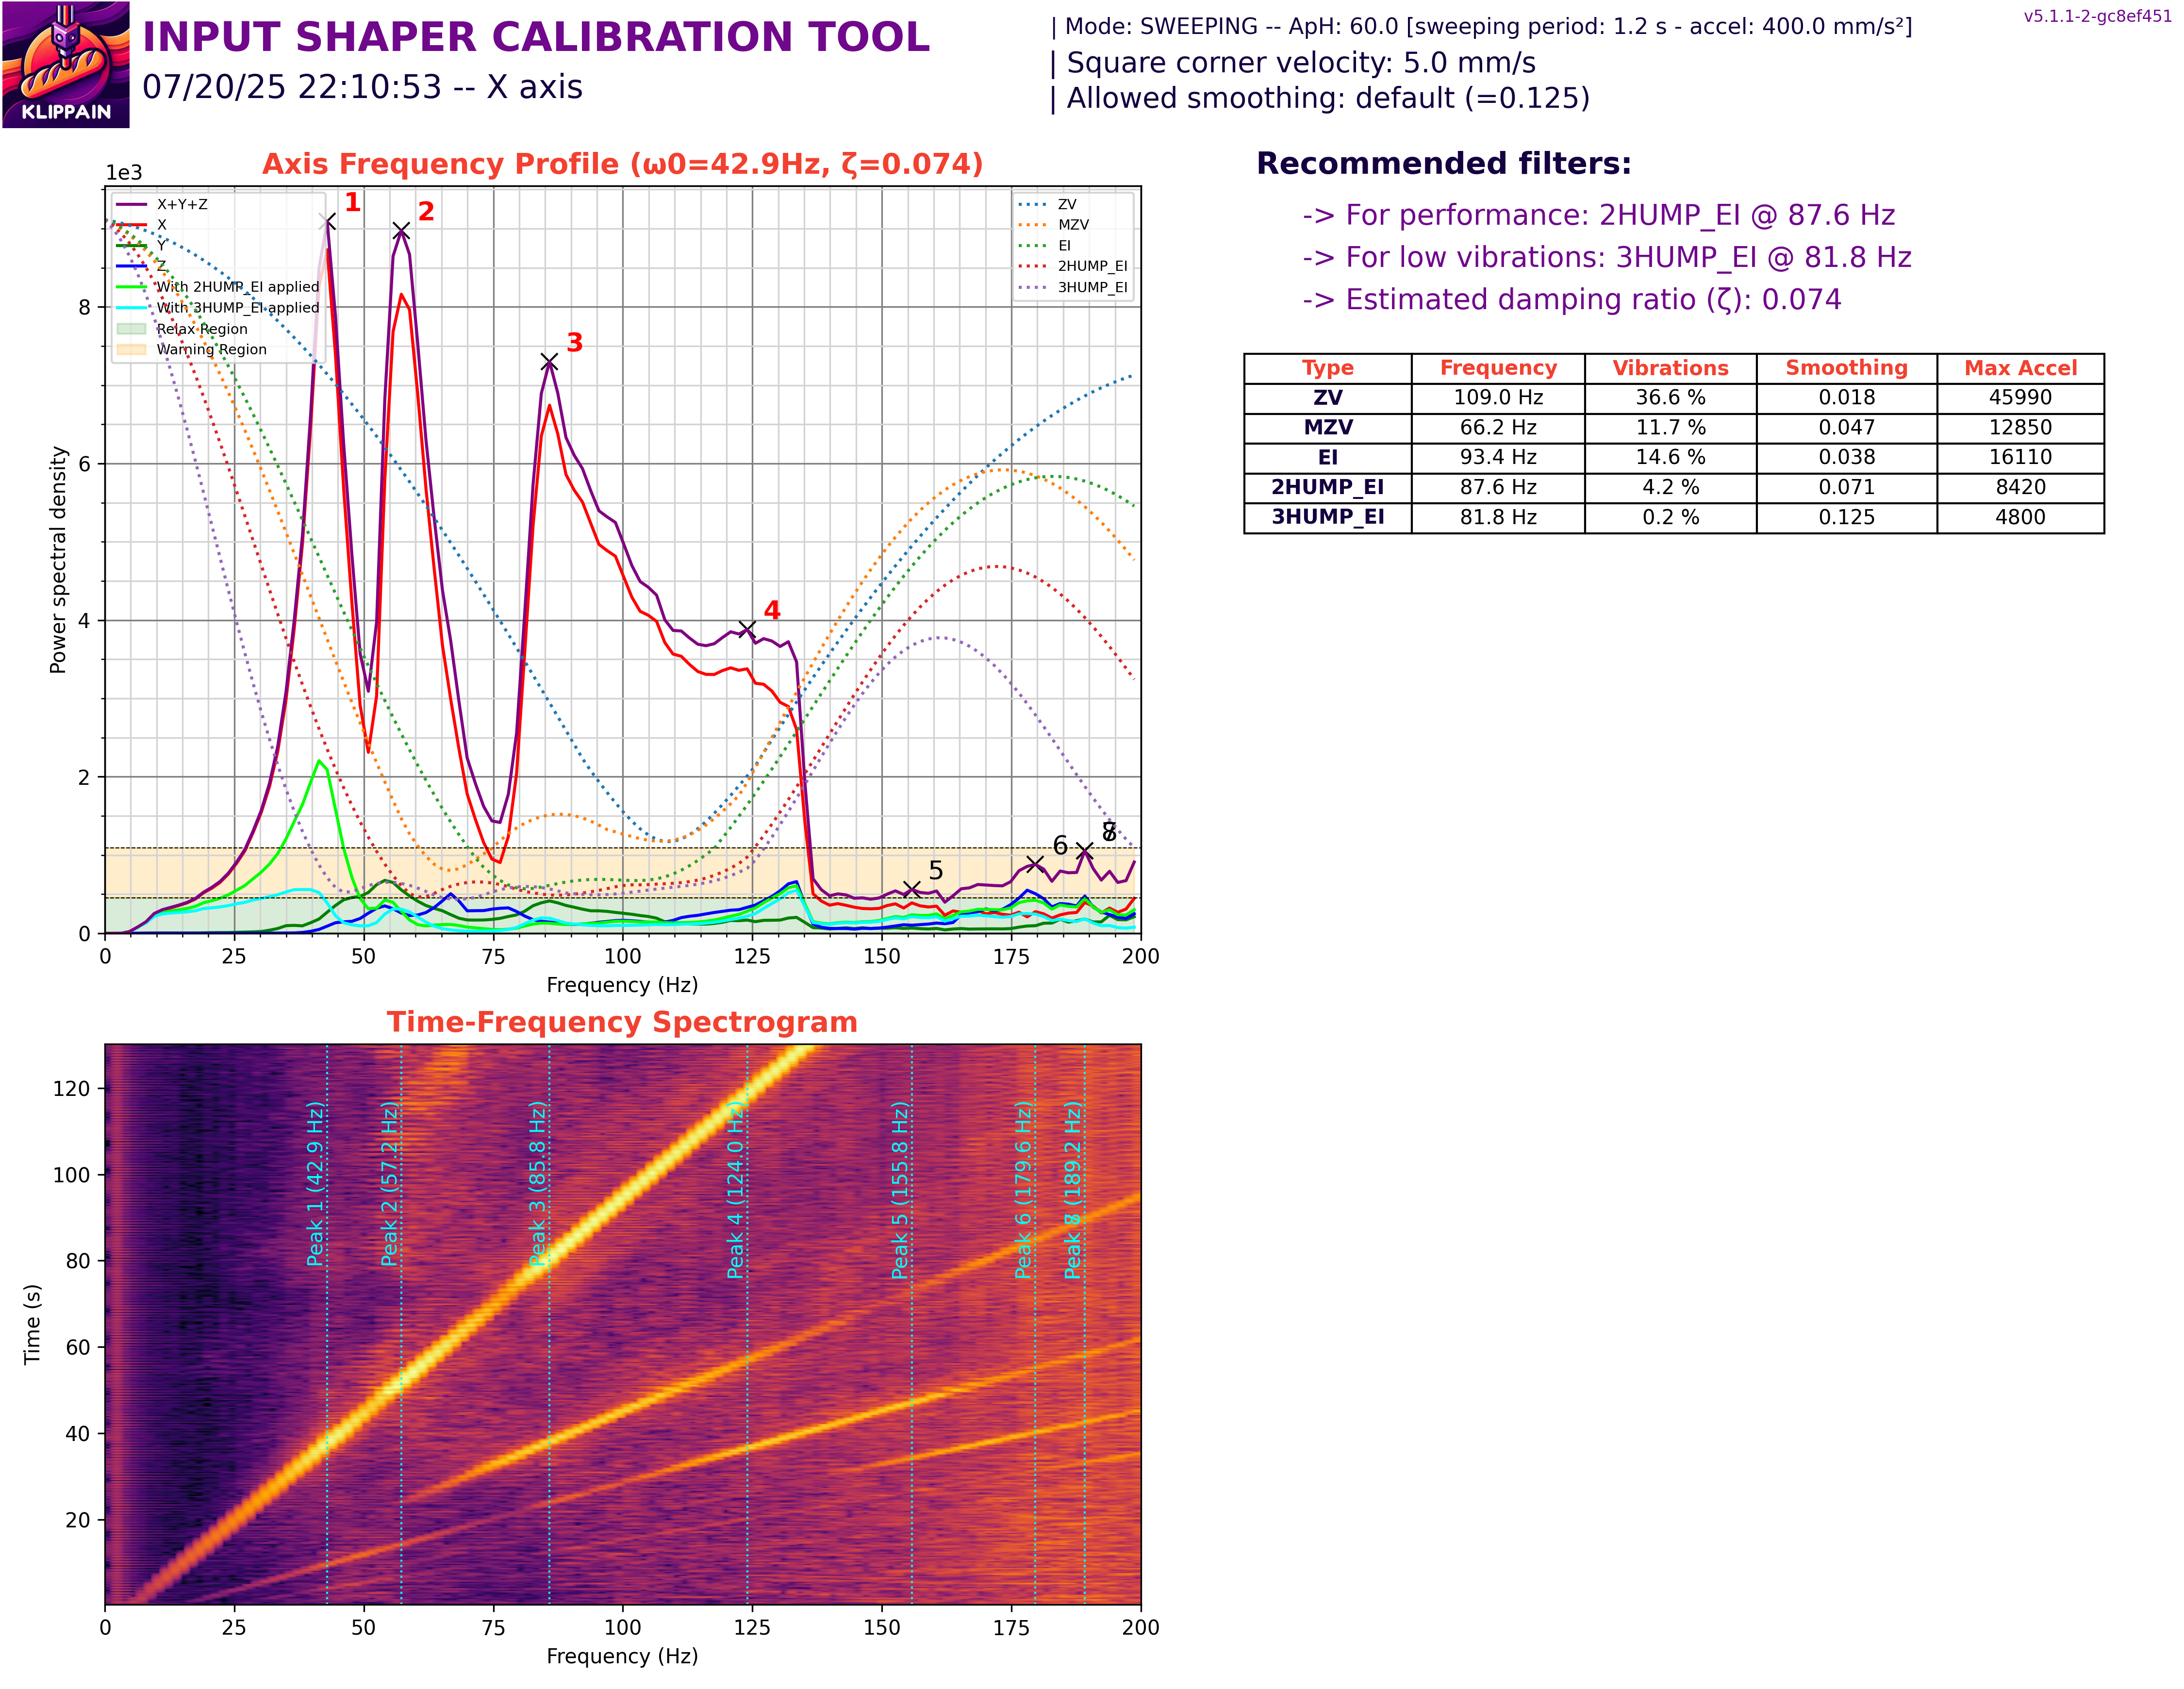 KLIPPAIN
INPUT SHAPER CALIBRATION TOOL
07/20/25 22:10:53 -- X axis
| Mode: SWEEPING -- ApH: 60.0 [sweeping period: 1.2 s - accel: 400.0 mm/s²]
| Square corner velocity: 5.0 mm/s
| Allowed smoothing: default (=0.125)
v5.1.1-2-gc8ef451
Axis Frequency Profile (ω0=42.9Hz, ζ=0.074)
1e3
X+Y+Z
X
Y
Z
With 2HUMP_EI applied
With 3HUMP_EI applied
Relax Region
Warning Region
ZV
MZV
EI
2HUMP_EI
3HUMP_EI
1
2
3
4
5
6
8
Power spectral density
8
6
4
2
0
0 25 50 75 100 125 150 175 200
Frequency (Hz)
Recommended filters:
-> For performance: 2HUMP_EI @ 87.6 Hz
-> For low vibrations: 3HUMP_EI @ 81.8 Hz
-> Estimated damping ratio (ζ): 0.074
Type Frequency Vibrations Smoothing Max Accel
ZV 109.0 Hz 36.6 % 0.018 45990
MZV 66.2 Hz 11.7 % 0.047 12850
EI 93.4 Hz 14.6 % 0.038 16110
2HUMP_EI 87.6 Hz 4.2 % 0.071 8420
3HUMP_EI 81.8 Hz 0.2 % 0.125 4800
Time-Frequency Spectrogram
Time (s)
120
100
80
60
40
20
Peak 1 (42.9 Hz)
Peak 2 (57.2 Hz)
Peak 3 (85.8 Hz)
Peak 4 (124.0 Hz)
Peak 5 (155.8 Hz)
Peak 6 (179.6 Hz)
Peak 8 (189.2 Hz)
0 25 50 75 100 125 150 175 200
Frequency (Hz)